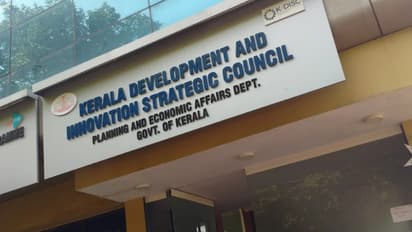 K-DISC
KERALA DEVELOPMENT AND
INNOVATION STRATEGIC COUNCIL
PLANNING AND ECONOMIC AFFAIRS DEPT.
GOVT. OF KERALA